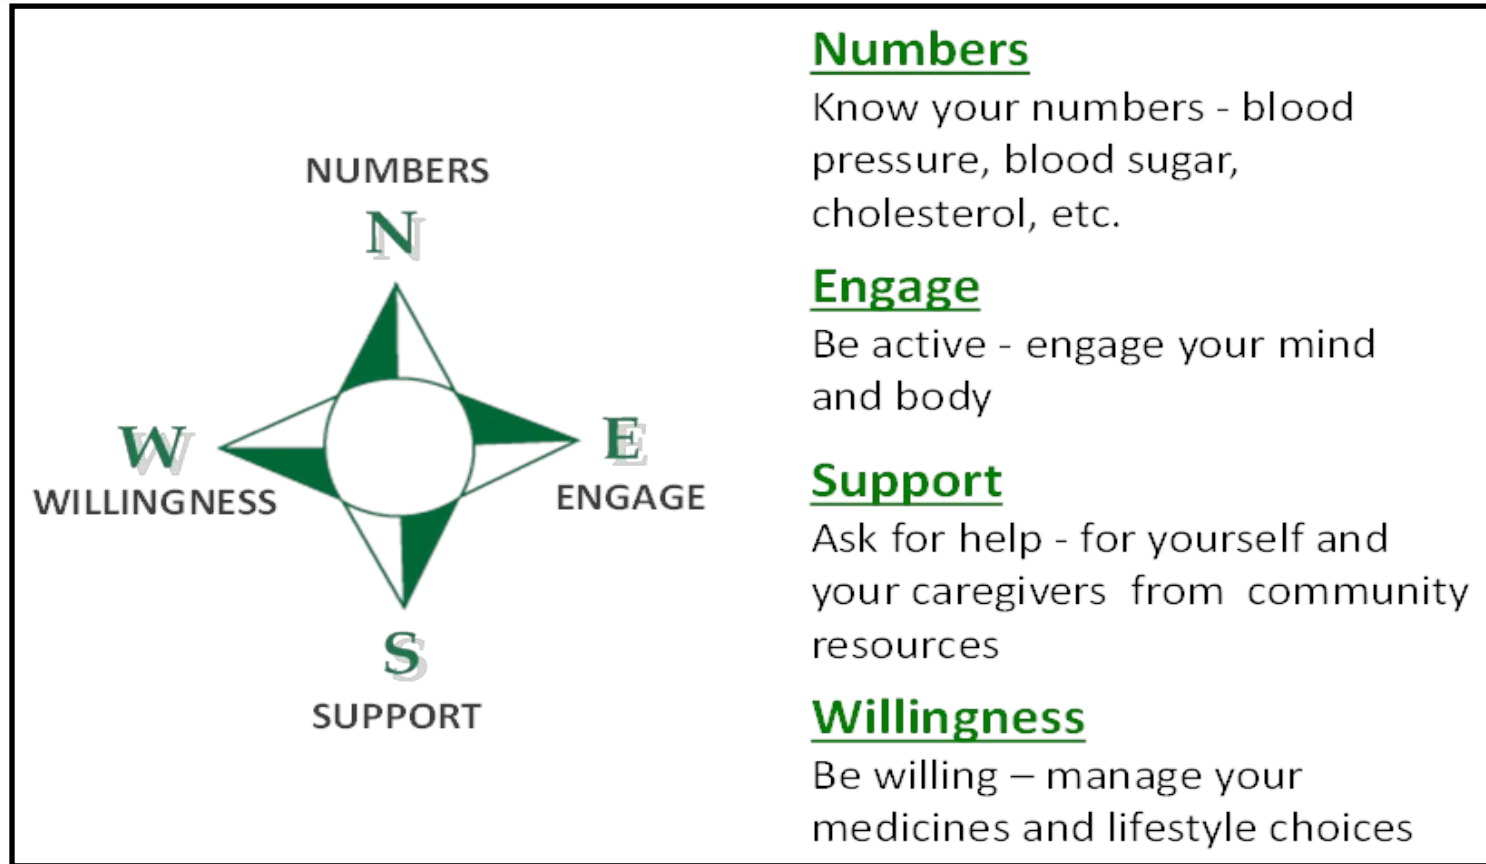 NUMBERS
N
W
WILLINGNESS
E
ENGAGE
S
SUPPORT
Numbers
Know your numbers - blood
pressure, blood sugar,
cholesterol, etc.
Engage
Be active - engage your mind
and body
Support
Ask for help - for yourself and
your caregivers from community
resources
Willingness
Be willing – manage your
medicines and lifestyle choices